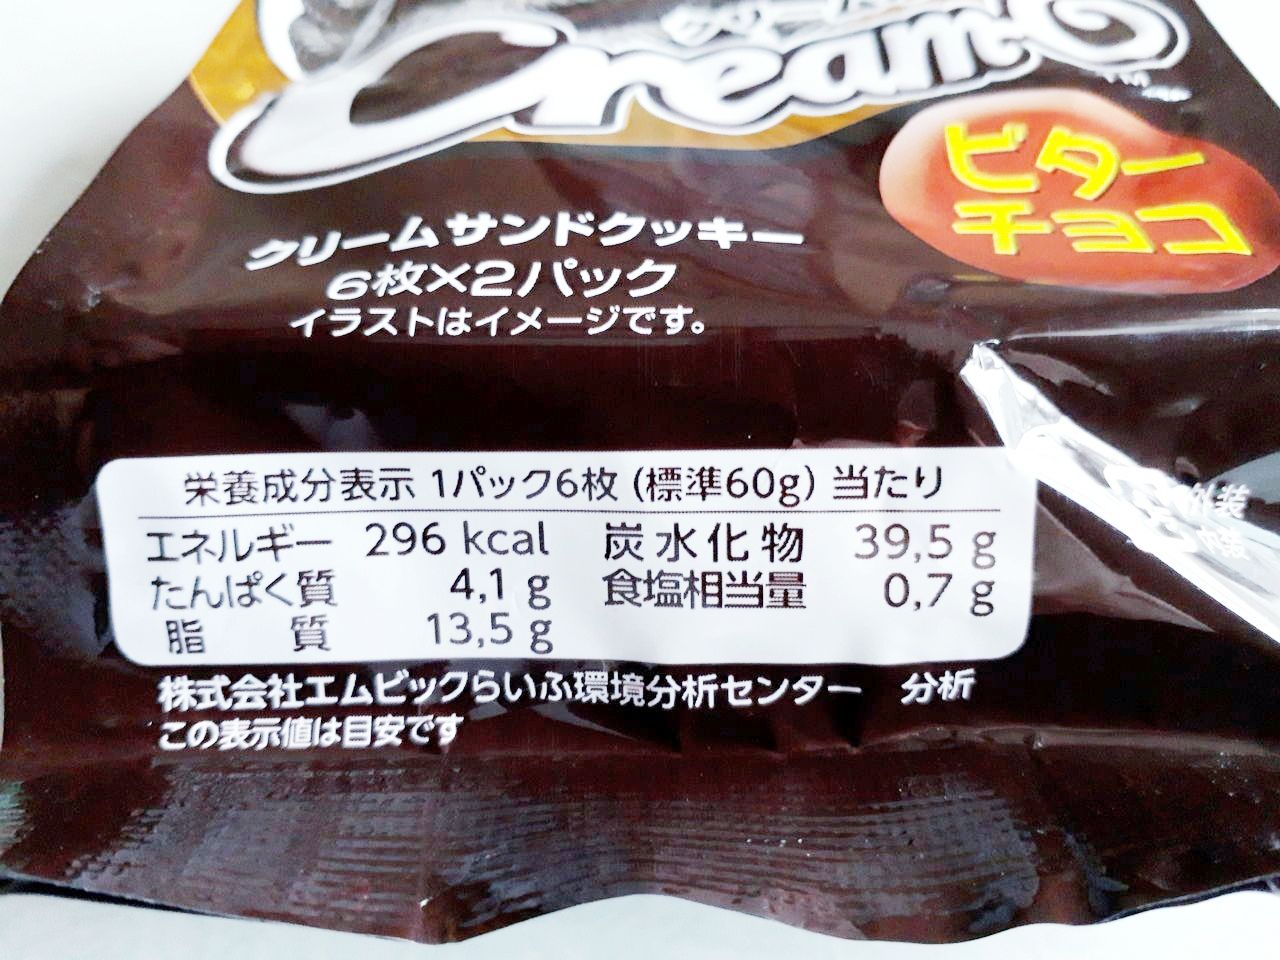 Cream-O
TM
ビター
チョコ
クリームサンドクッキー
6枚×2パック
イラストはイメージです。
栄養成分表示 1パック6枚 (標準60g) 当たり
エネルギー 296 kcal 炭水化物 39,5 g
たんぱく質 4,1 g 食塩相当量 0,7 g
脂質 13,5 g
外装
内装
株式会社エムビックらいふ環境分析センター 分析
この表示値は目安です